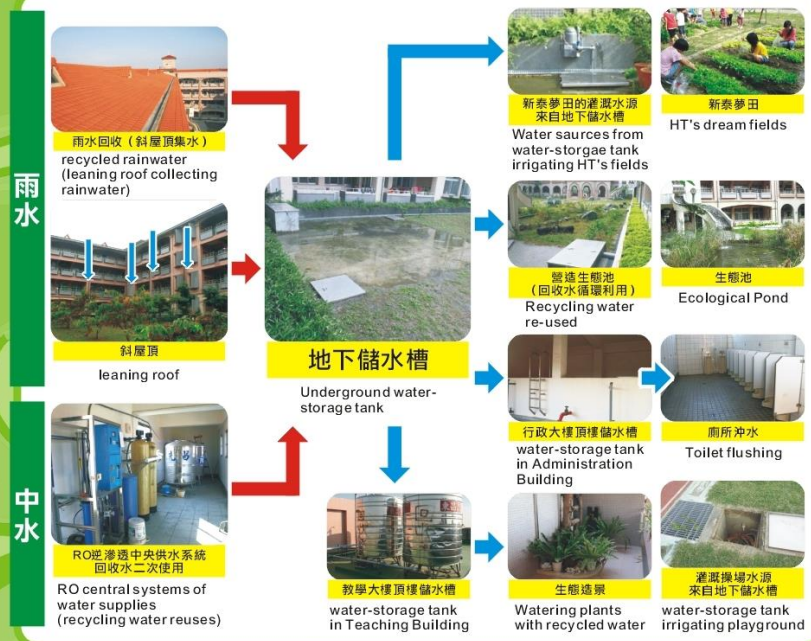 雨水
中水
雨水回收（斜屋頂集水）
recycled rainwater
(leaning roof collecting
rainwater)
斜屋頂
leaning roof
RO逆滲透中央供水系統
回收水二次使用
RO central systems of
water supplies
(recycling water reuses)
地下儲水槽
Underground water-
storage tank
新泰夢田的灌溉水源
來自地下儲水槽
Water saurces from
water-storgae tank
irrigating HT's fields
新泰夢田
HT's dream fields
營造生態池
（回收水循環利用）
Recycling water
re-used
生態池
Ecological Pond
行政大樓頂樓儲水槽
water-storage tank
in Administration
Building
廁所沖水
Toilet flushing
教學大樓頂樓儲水槽
water-storage tank
in Teaching Building
生態造景
Watering plants
with recycled water
灌溉操場水源
來自地下儲水槽
water-storage tank
irrigating playground